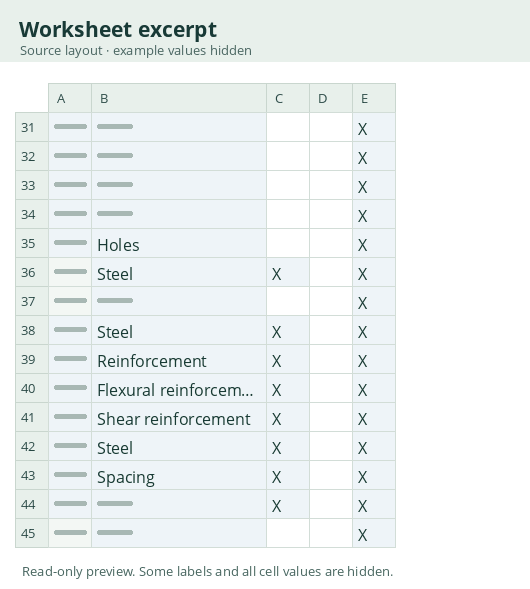 Worksheet excerpt
Source layout · example values hidden
A B C D E
31 X
32 X
33 X
34 X
35 Holes X
36 Steel X X
37 X
38 Steel X X
39 Reinforcement X X
40 Flexural reinforcem... X X
41 Shear reinforcement X X
42 Steel X X
43 Spacing X X
44 X X
45 X
Read-only preview. Some labels and all cell values are hidden.